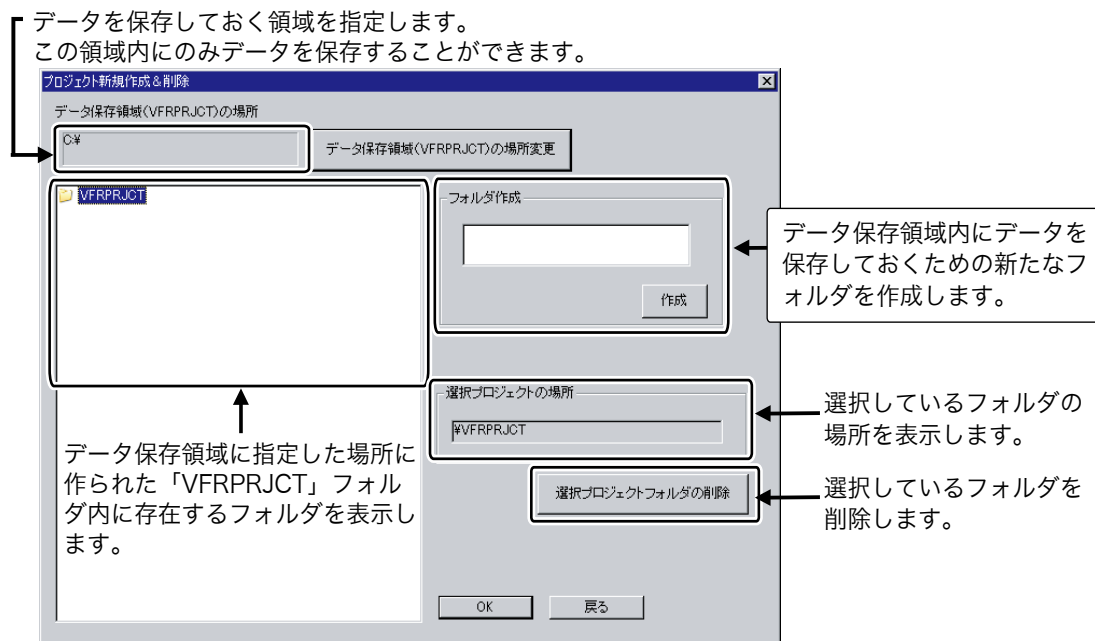 データを保存しておく領域を指定します。
この領域内にのみデータを保存することができます。
プロジェクト新規作成&削除
データ保存領域(VFRPRJCT)の場所
C:¥
データ保存領域(VFRPRJCT)の場所変更
VFRPRJCT
フォルダ作成
作成
データ保存領域内にデータを
保存しておくための新たなフ
ォルダを作成します。
選択プロジェクトの場所
¥VFRPRJCT
選択しているフォルダの
場所を表示します。
データ保存領域に指定した場所に
作られた「VFRPRJCT」フォル
ダ内に存在するフォルダを表示し
ます。
選択プロジェクトフォルダの削除
選択しているフォルダを
削除します。
OK
戻る